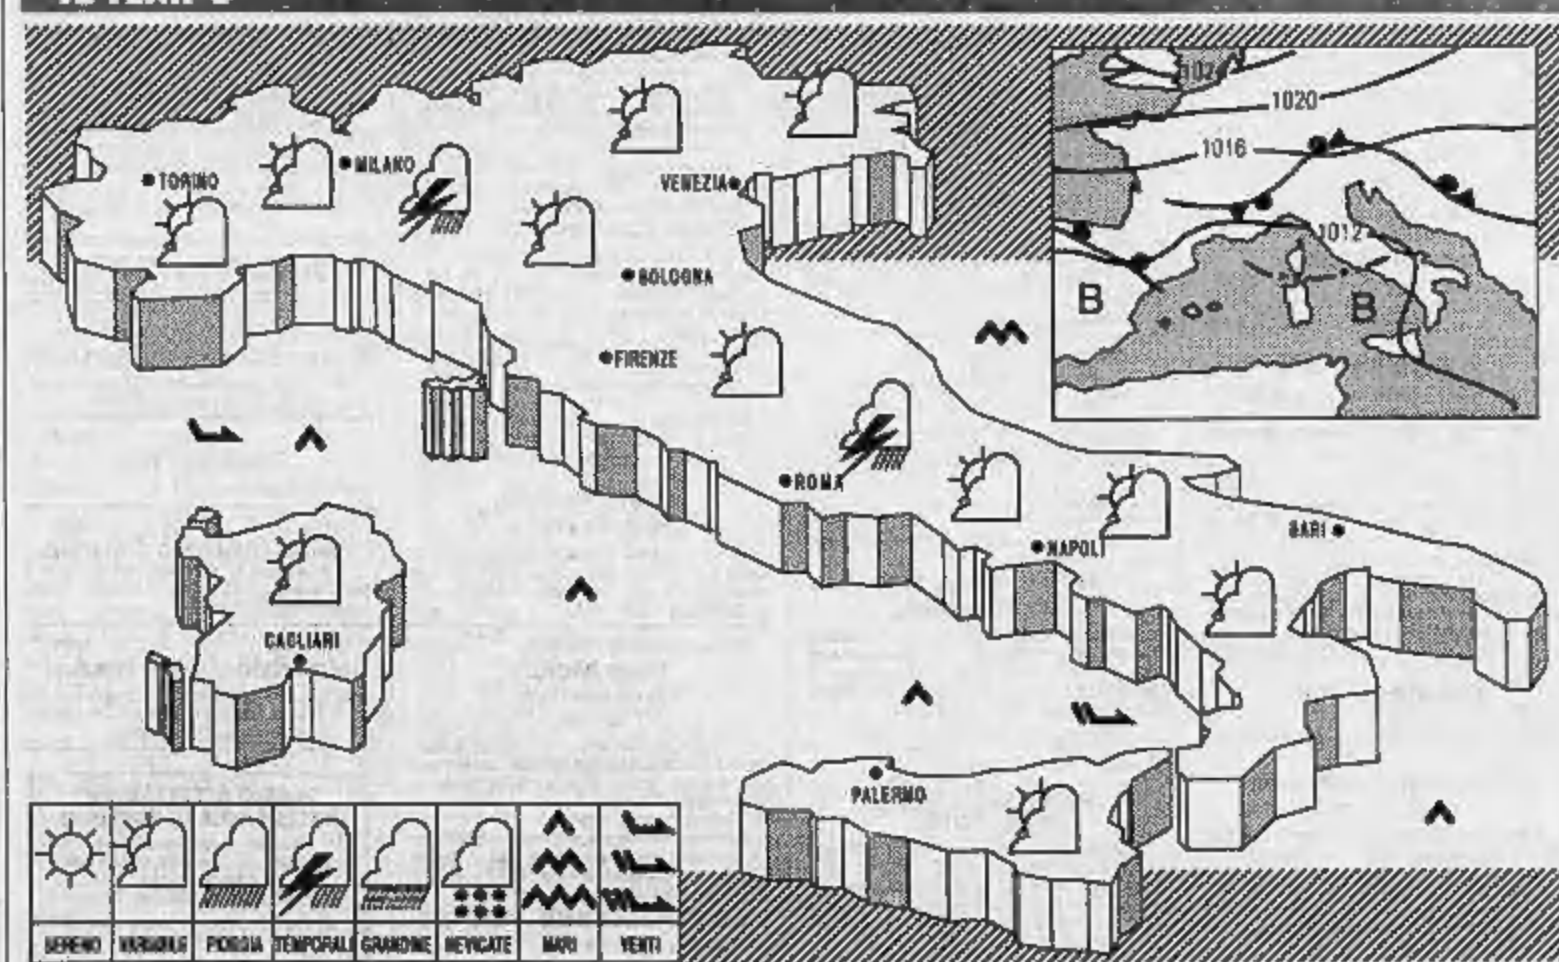 1020
1016
MILANO
TORINO
VENEZIA
1012
BOLOGNA
B
B
FIRENZE
ROMA
BARI
NAPOLI
CAGLIARI
PALERMO
SERENO VARIABILE PIOGGIA TEMPORALI GRANDINE NEVICATE MARI VENTI